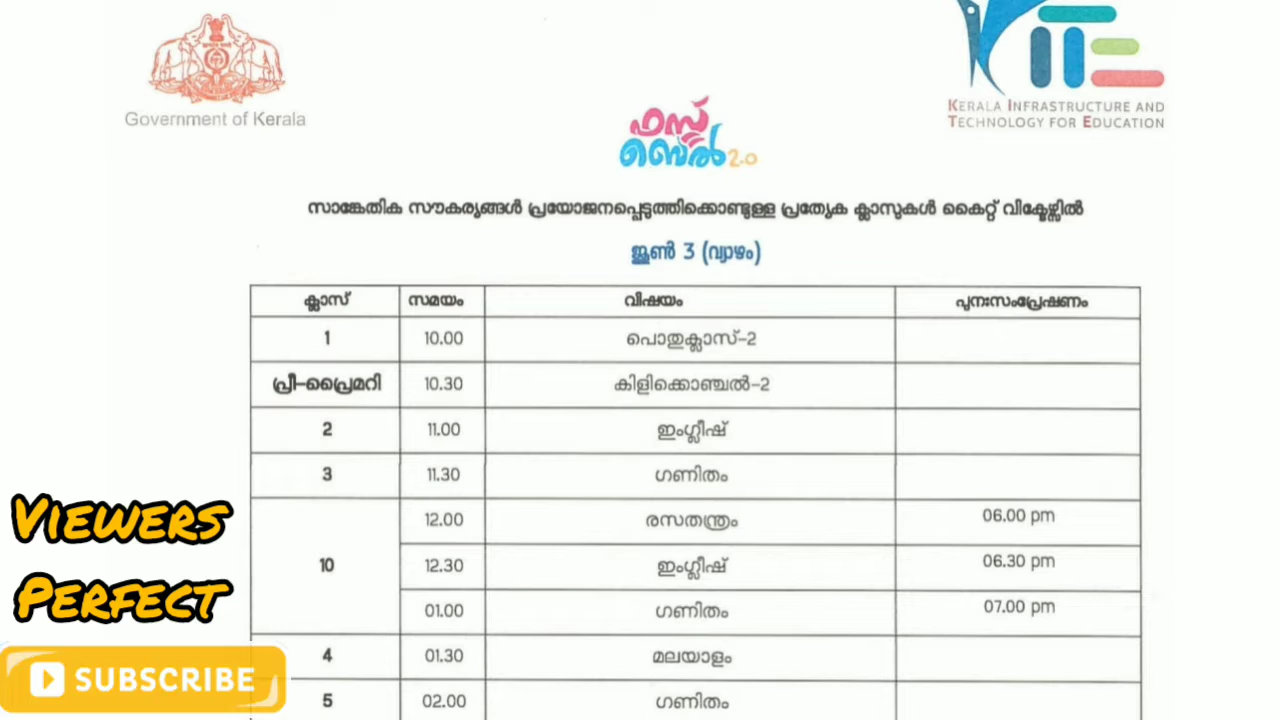 Government of Kerala
KITE
KERALA INFRASTRUCTURE AND
TECHNOLOGY FOR EDUCATION
ഫസ്റ്റ്
ബെൽ 2.0
സാങ്കേതിക സൗകര്യങ്ങൾ പ്രയോജനപ്പെടുത്തിക്കൊണ്ടുള്ള പ്രത്യേക ക്ലാസുകൾ കൈറ്റ് വിക്ടേഴ്സിൽ
ജൂൺ 3 (വ്യാഴം)
ക്ലാസ് സമയം വിഷയം പുനഃസംപ്രേഷണം
1 10.00 പൊതുക്ലാസ്-2
പ്രീ-പ്രൈമറി 10.30 കിളിക്കൊഞ്ചൽ-2
2 11.00 ഇംഗ്ലീഷ്
3 11.30 ഗണിതം
12.00 രസതന്ത്രം 06.00 pm
10 12.30 ഇംഗ്ലീഷ് 06.30 pm
01.00 ഗണിതം 07.00 pm
4 01.30 മലയാളം
5 02.00 ഗണിതം
VIEWERS
PERFECT
SUBSCRIBE